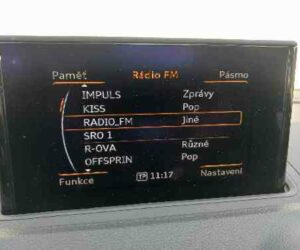 Paměť Rádio FM Pásmo
IMPULS Zprávy
KISS Pop
RADIO_FM Jiné
SRO 1
R-OVA Různé
OFFSPRIN Pop
Funkce TP 11:17 Nastavení